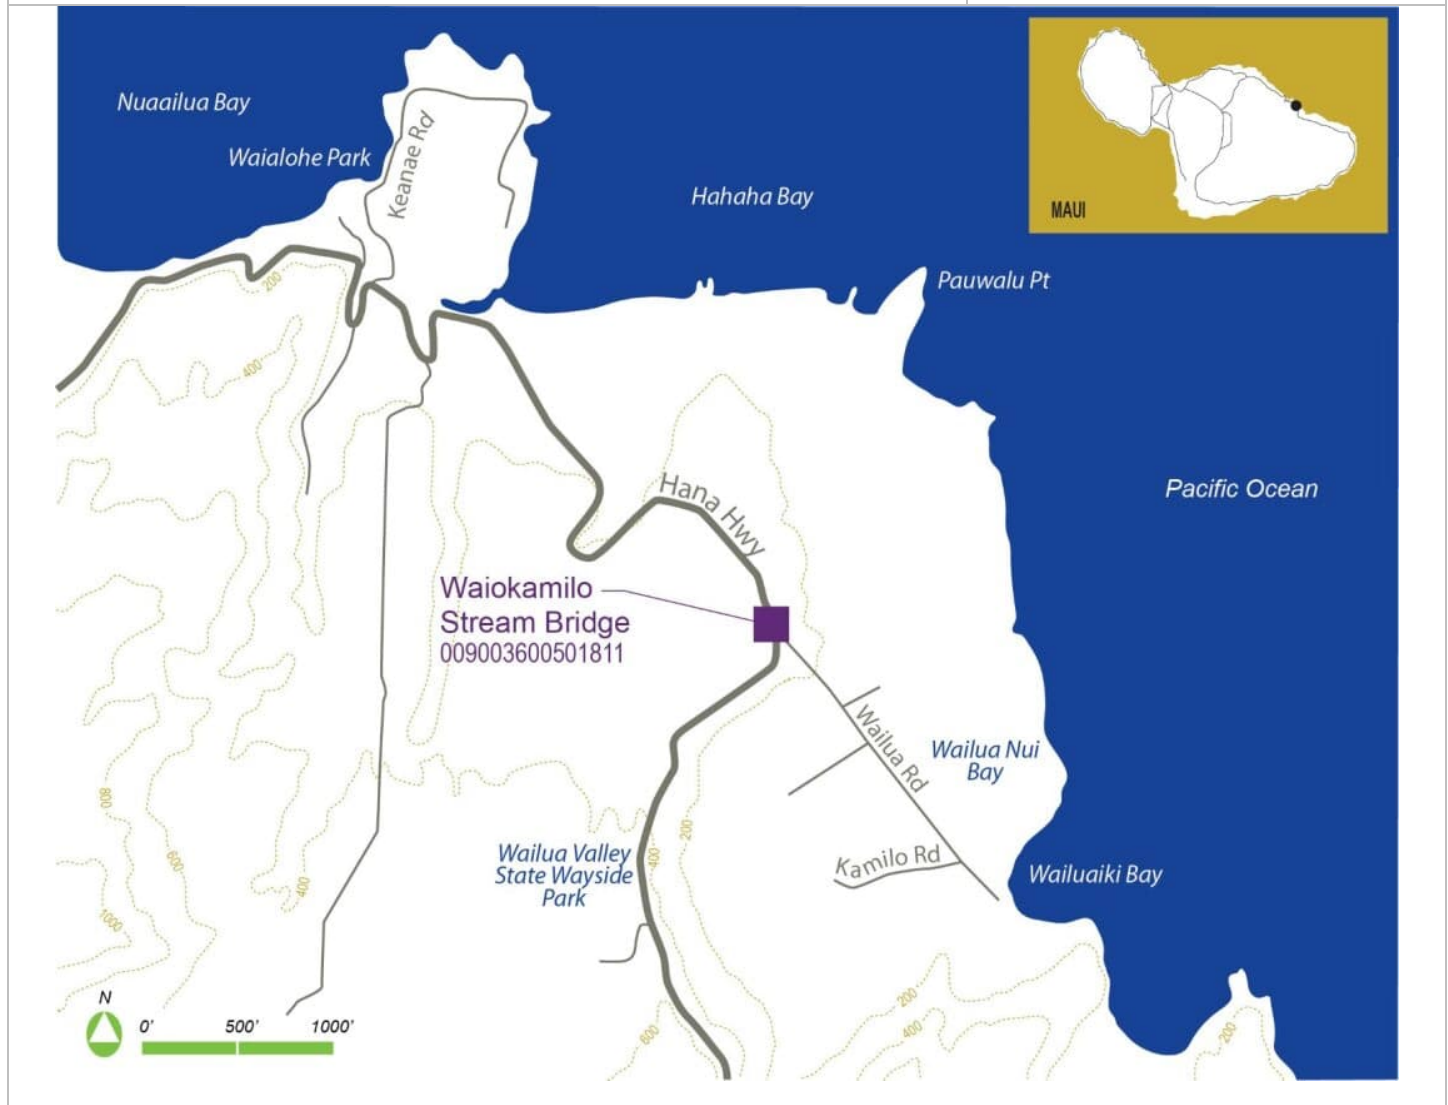 Nuaailua Bay
Waialohe Park
Keanae Rd
Hahaha Bay
MAUI
Pauwalu Pt
200
400
Pacific Ocean
Hana Hwy
Waiokamilo
Stream Bridge
009003600501811
Wailua Rd
Wailua Nui
Bay
800
600
400
1000
Wailua Valley
State Wayside
Park
400
200
Kamilo Rd
Wailuaiki Bay
N
0'
500'
1000'
600
200
400
200